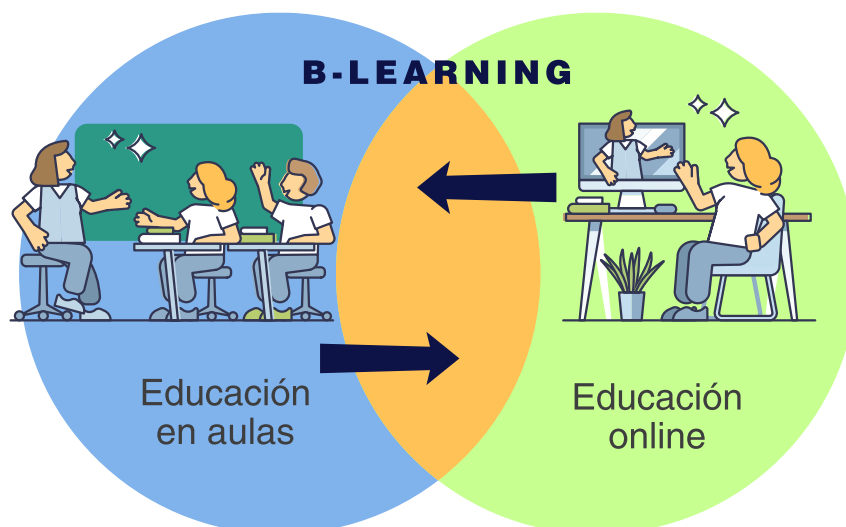 B-LEARNING
Educación
en aulas
Educación
online